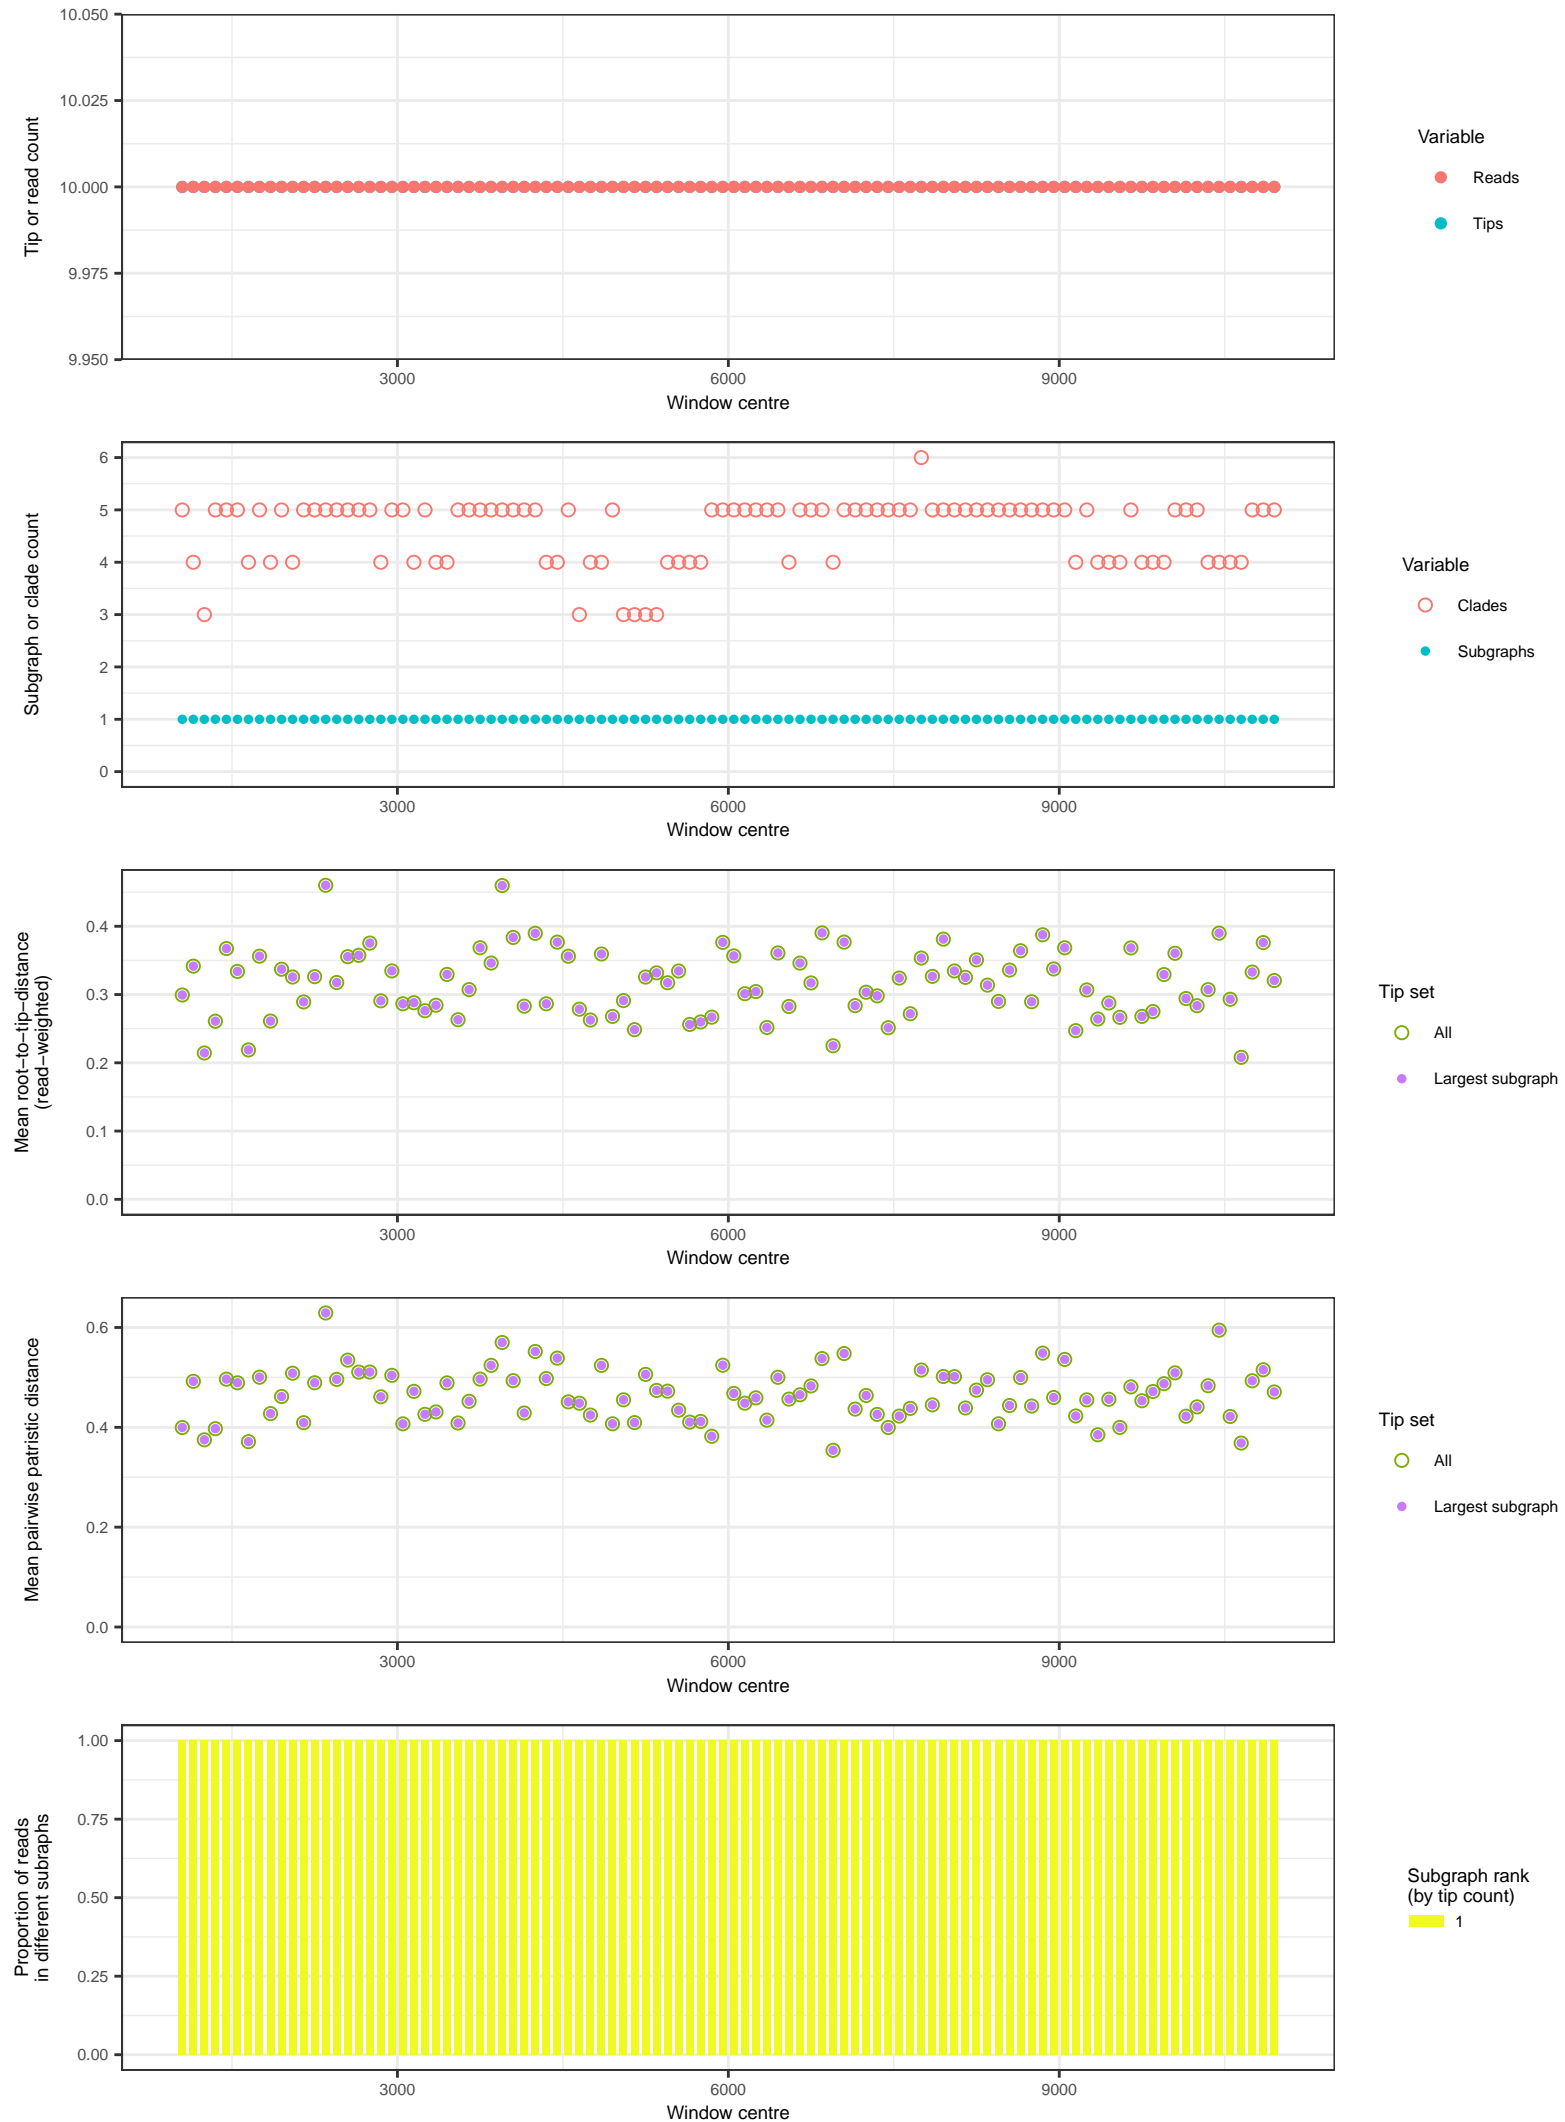 10.050
10.025
10.000
9.975
9.950
Tip or read count
3000
6000
9000
Window centre
Variable
Reads
Tips
6
5
4
3
2
1
0
Subgraph or clade count
3000
6000
9000
Window centre
Variable
Clades
Subgraphs
0.4
0.3
0.2
0.1
0.0
Mean root−to−tip−distance
(read−weighted)
3000
6000
9000
Window centre
Tip set
All
Largest subgraph
0.6
0.4
0.2
0.0
Mean pairwise patristic distance
3000
6000
9000
Window centre
Tip set
All
Largest subgraph
1.00
0.75
0.50
0.25
0.00
Proportion of reads
in different subraphs
3000
6000
9000
Window centre
Subgraph rank
(by tip count)
1